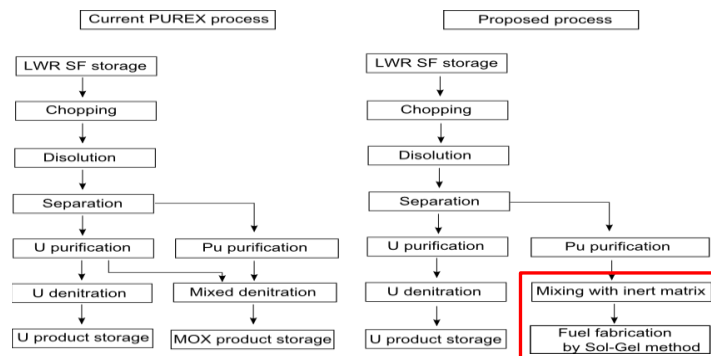 Current PUREX process
LWR SF storage
Chopping
Disolution
Separation
U purification
Pu purification
U denitration
Mixed denitration
U product storage
MOX product storage
Proposed process
LWR SF storage
Chopping
Disolution
Separation
U purification
Pu purification
U denitration
Mixing with inert matrix
U product storage
Fuel fabrication
by Sol-Gel method